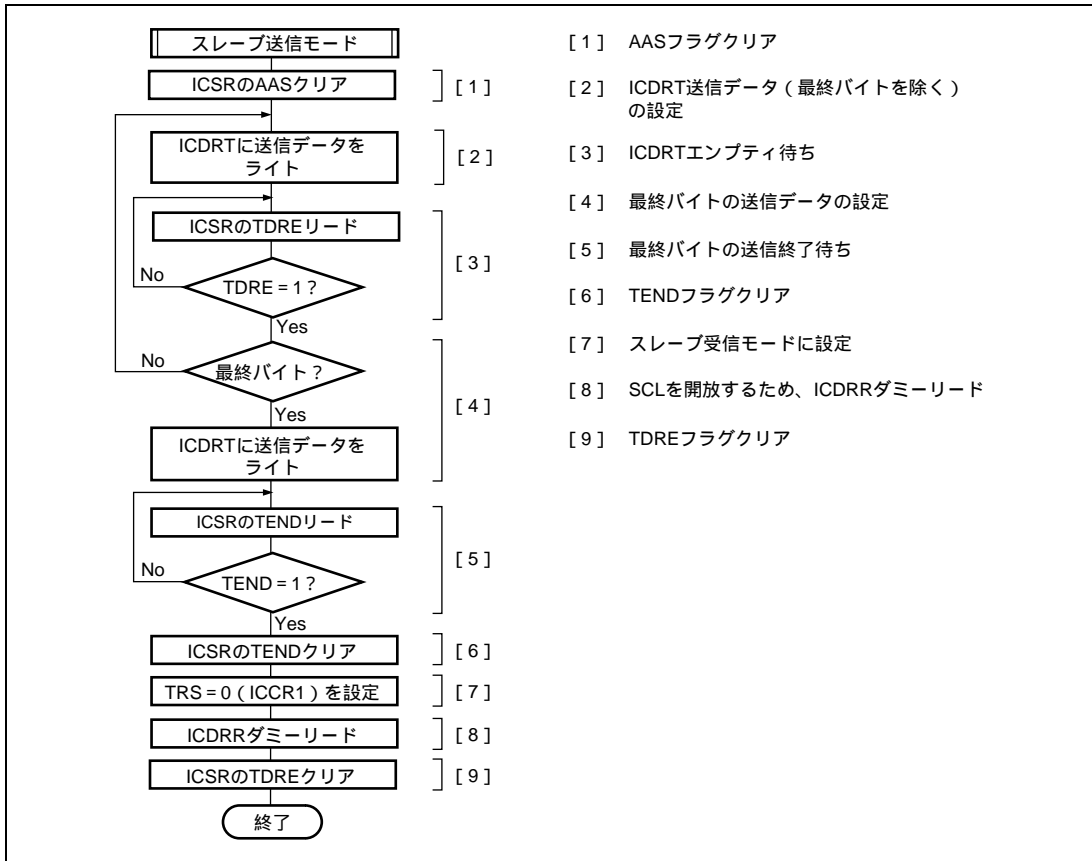 スレーブ送信モード
ICSRのAASクリア
[ 1 ]
ICDRTに送信データを
ライト
[ 2 ]
ICSRのTDREリード
No
TDRE = 1 ?
[ 3 ]
Yes
No
最終バイト?
[ 4 ]
Yes
ICDRTに送信データを
ライト
ICSRのTENDリード
No
TEND = 1 ?
[ 5 ]
Yes
ICSRのTENDクリア
[ 6 ]
TRS = 0 ( ICCR1 ) を設定
[ 7 ]
ICDRRダミーリード
[ 8 ]
ICSRのTDREクリア
[ 9 ]
終了
[ 1 ] AASフラグクリア
[ 2 ] ICDRT送信データ ( 最終バイトを除く )
の設定
[ 3 ] ICDRTエンプティ待ち
[ 4 ] 最終バイトの送信データの設定
[ 5 ] 最終バイトの送信終了待ち
[ 6 ] TENDフラグクリア
[ 7 ] スレーブ受信モードに設定
[ 8 ] SCLを開放するため、ICDRRダミーリード
[ 9 ] TDREフラグクリア